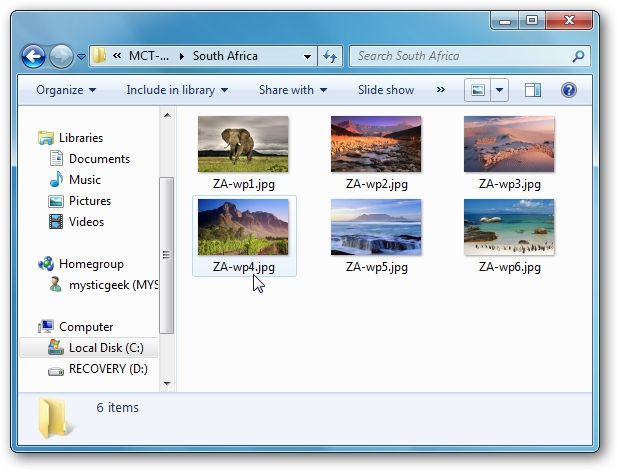 « MCT-... ▸ South Africa
Search South Africa
Organize Include in library Share with Slide show »
Libraries
Documents
Music
Pictures
Videos
Homegroup
mysticgeek (MYS
Computer
Local Disk (C:)
RECOVERY (D:)
ZA-wp1.jpg ZA-wp2.jpg ZA-wp3.jpg
ZA-wp4.jpg ZA-wp5.jpg ZA-wp6.jpg
6 items